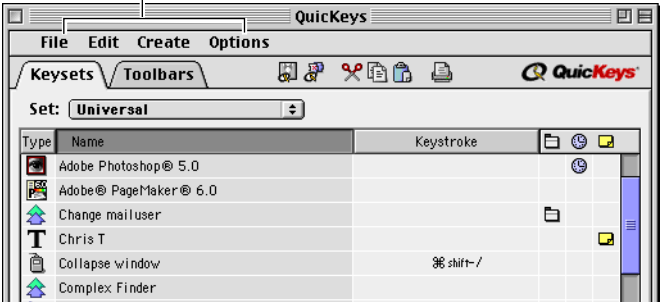 QuicKeys
File Edit Create Options
Keysets Toolbars QuicKeys
Set: Universal
Type Name Keystroke
Adobe Photoshop® 5.0
Adobe® PageMaker® 6.0
Change mailuser
T Chris T
Collapse window ⌘ shift-/
Complex Finder